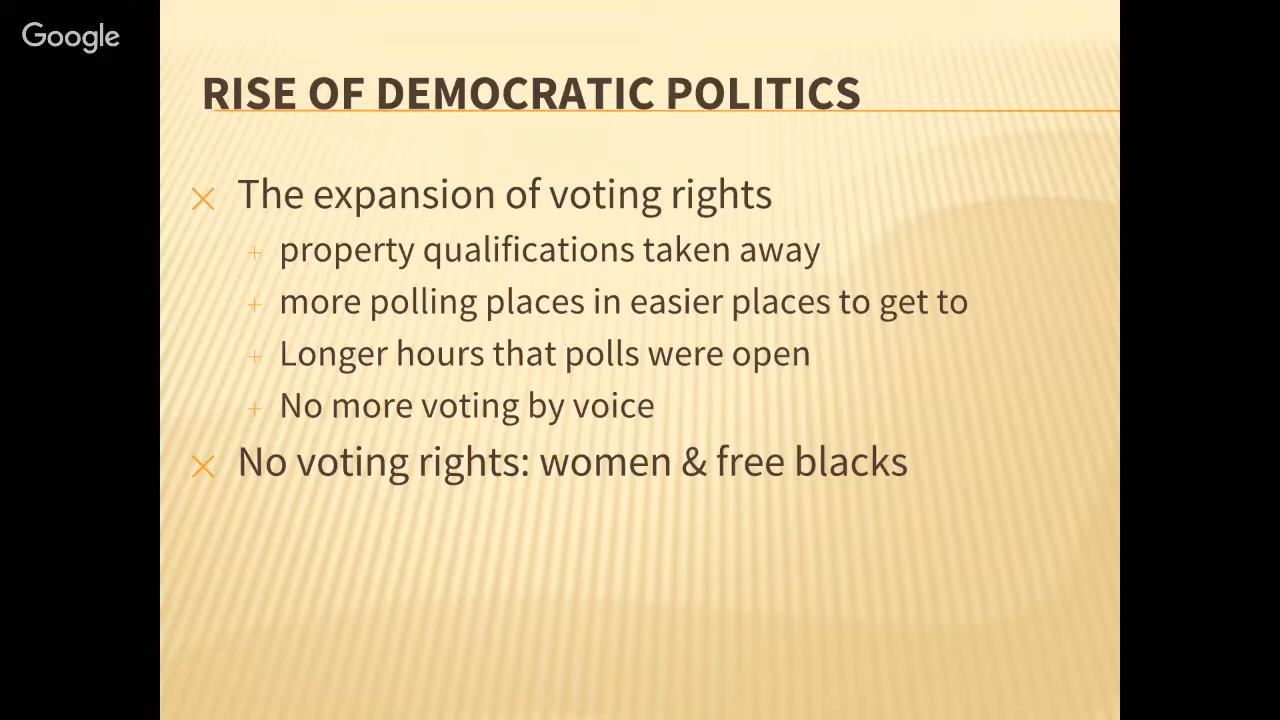 Google
RISE OF DEMOCRATIC POLITICS
The expansion of voting rights
property qualifications taken away
more polling places in easier places to get to
Longer hours that polls were open
No more voting by voice
No voting rights: women & free blacks